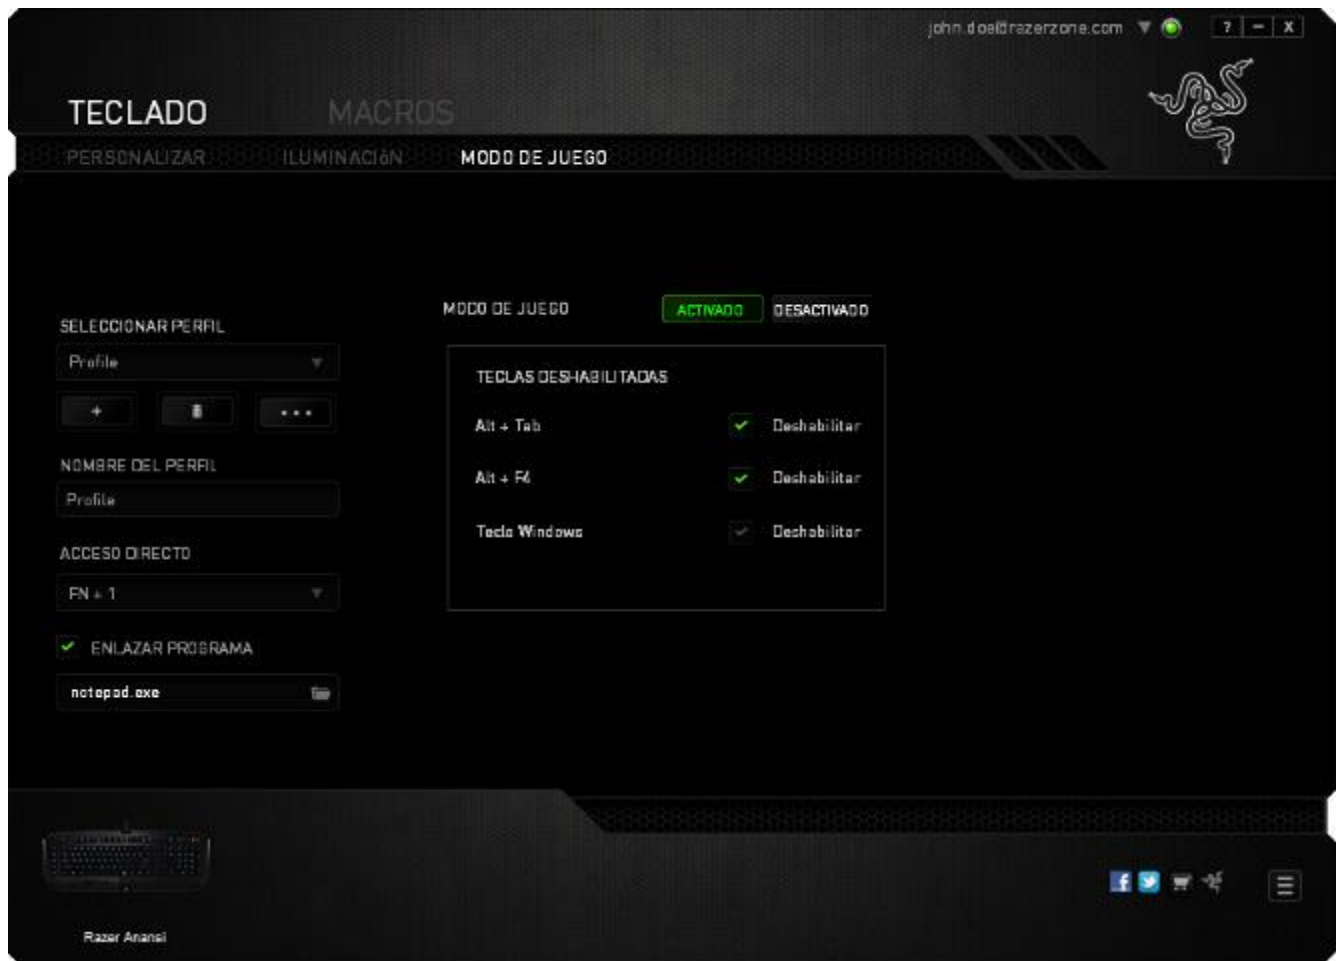 john.doe@razerzone.com
? – X
TECLADO MACROS
PERSONALIZAR ILUMINACIóN MODO DE JUEGO
MODO DE JUEGO ACTIVADO DESACTIVADO
SELECCIONAR PERFIL
Profile
TECLAS DESHABILITADAS
+ •••
Alt + Tab Deshabilitar
NOMBRE DEL PERFIL
Alt + F4 Deshabilitar
Profile
Tecla Windows Deshabilitar
ACCESO DIRECTO
FN + 1
ENLAZAR PROGRAMA
notepad.exe
Razer Anansi